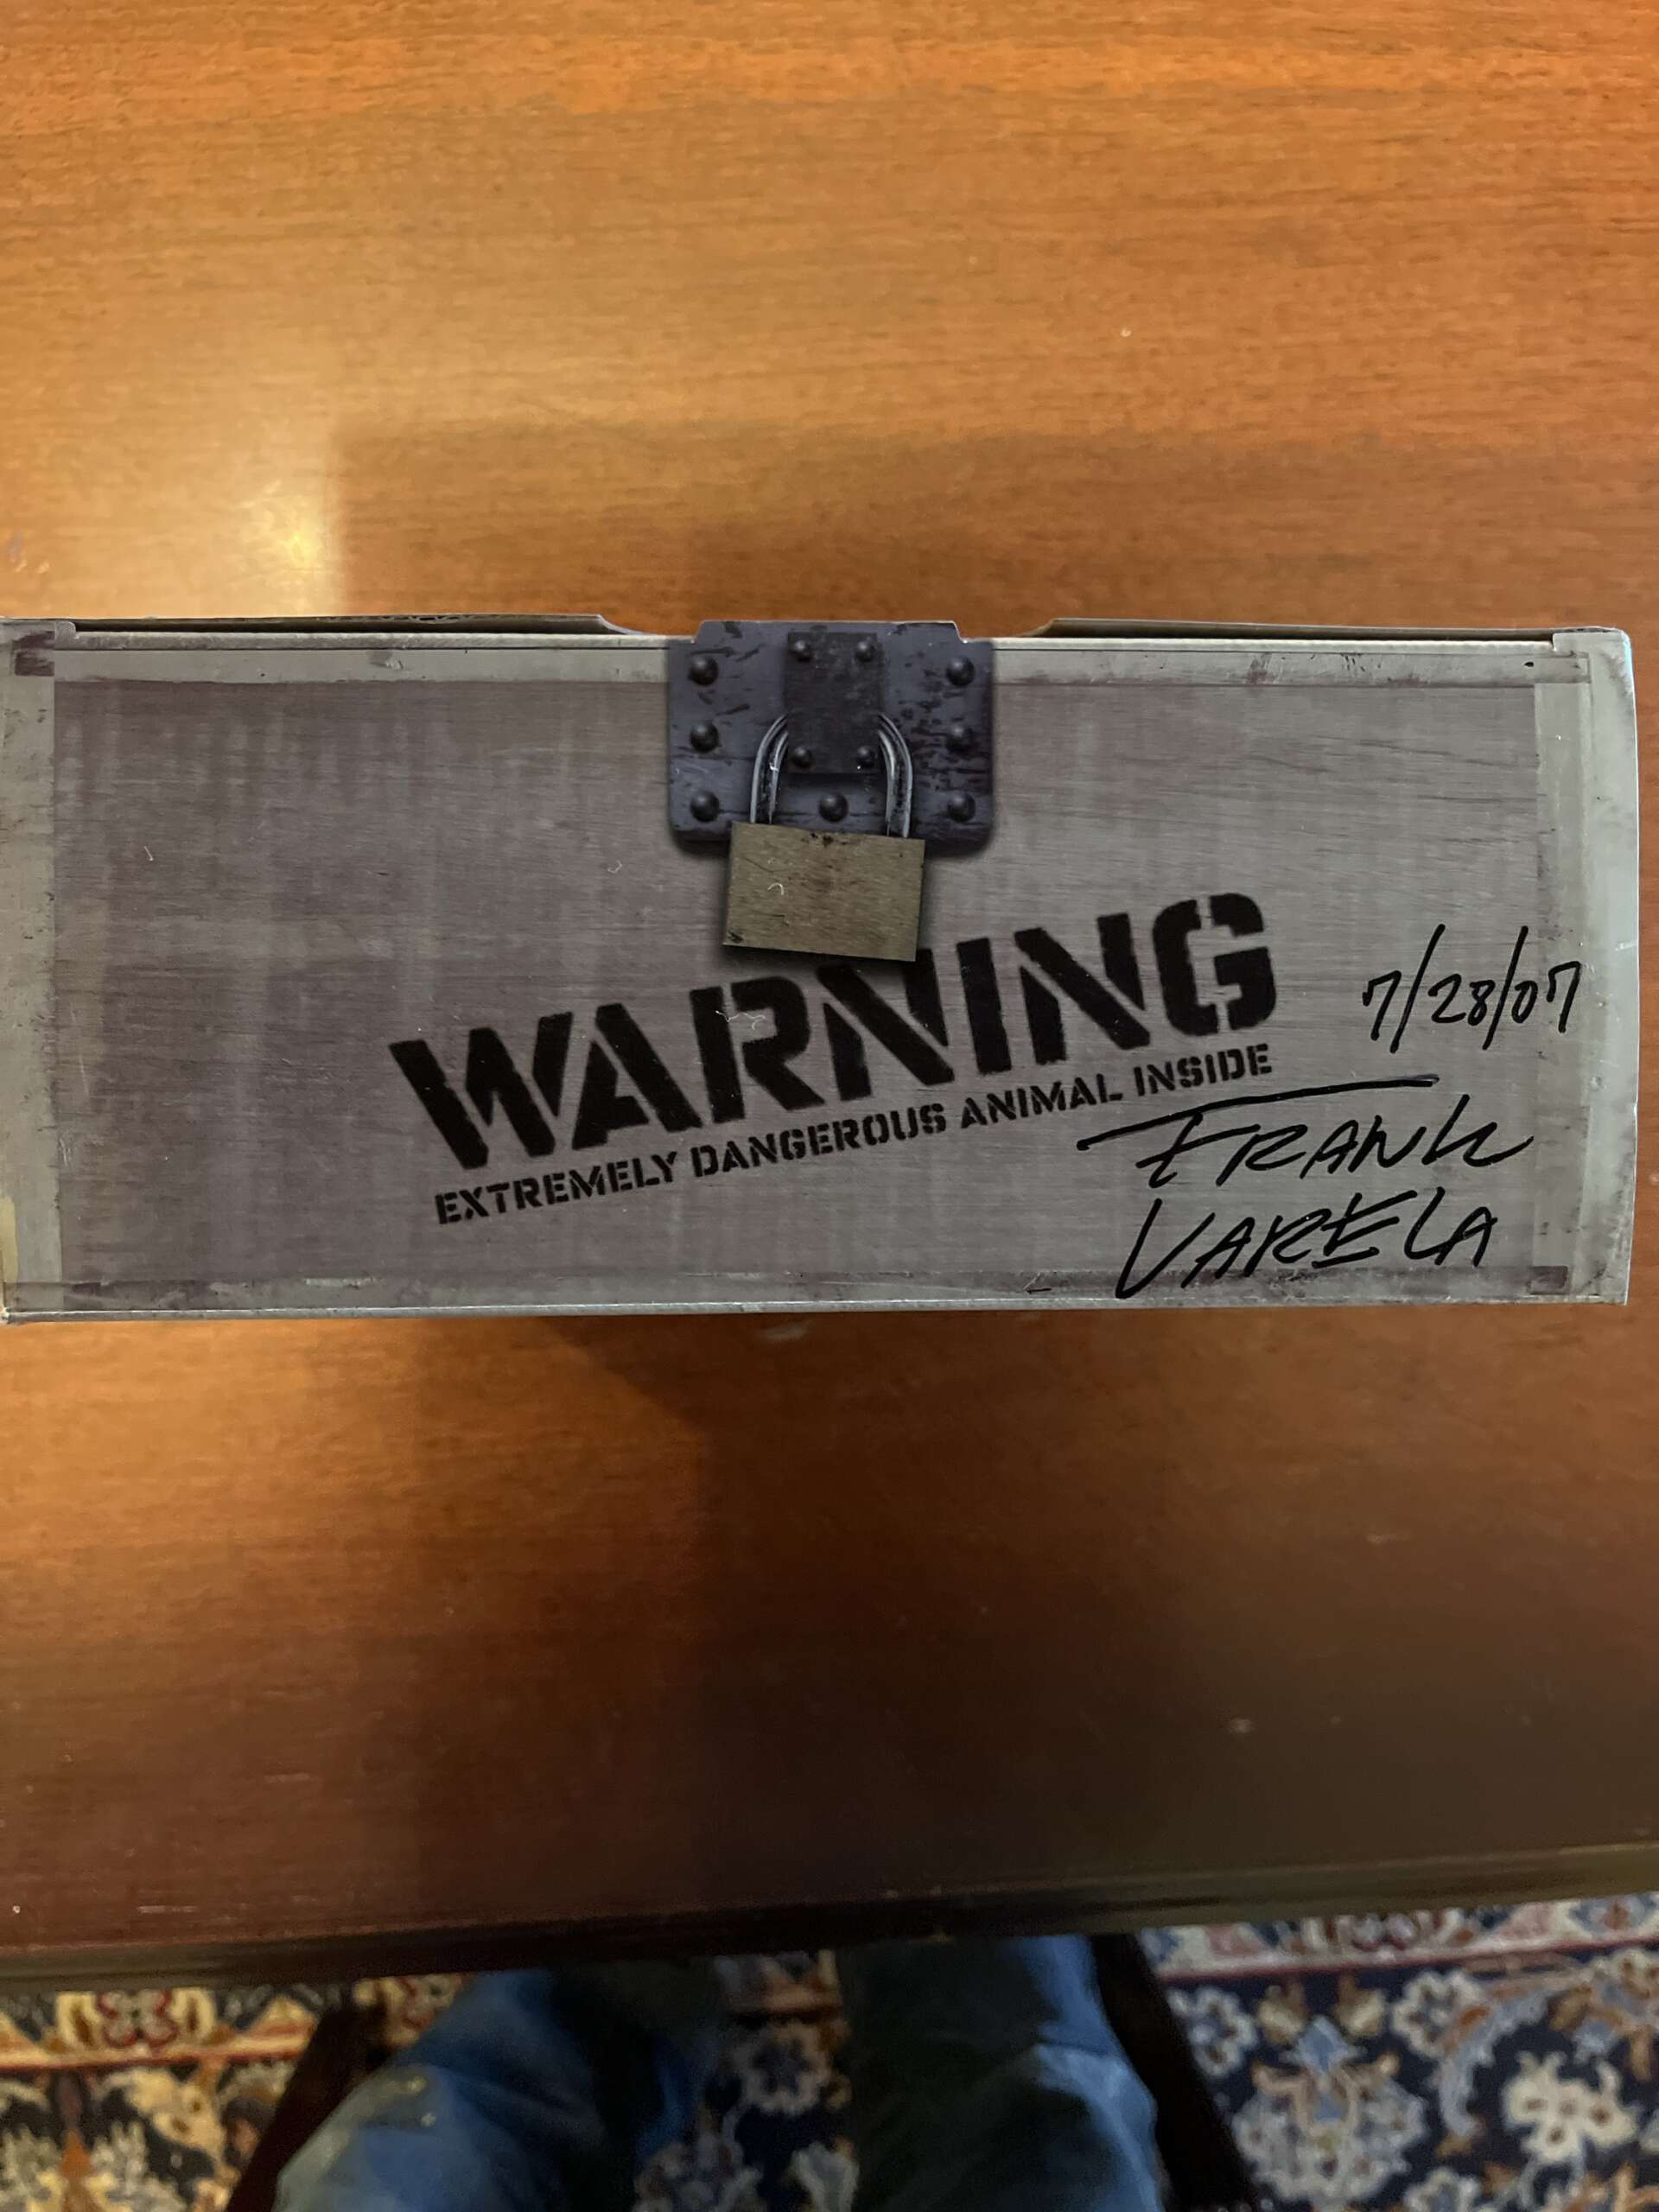 WARNING
EXTREMELY DANGEROUS ANIMAL INSIDE
7/28/07
FRANK
VARELA